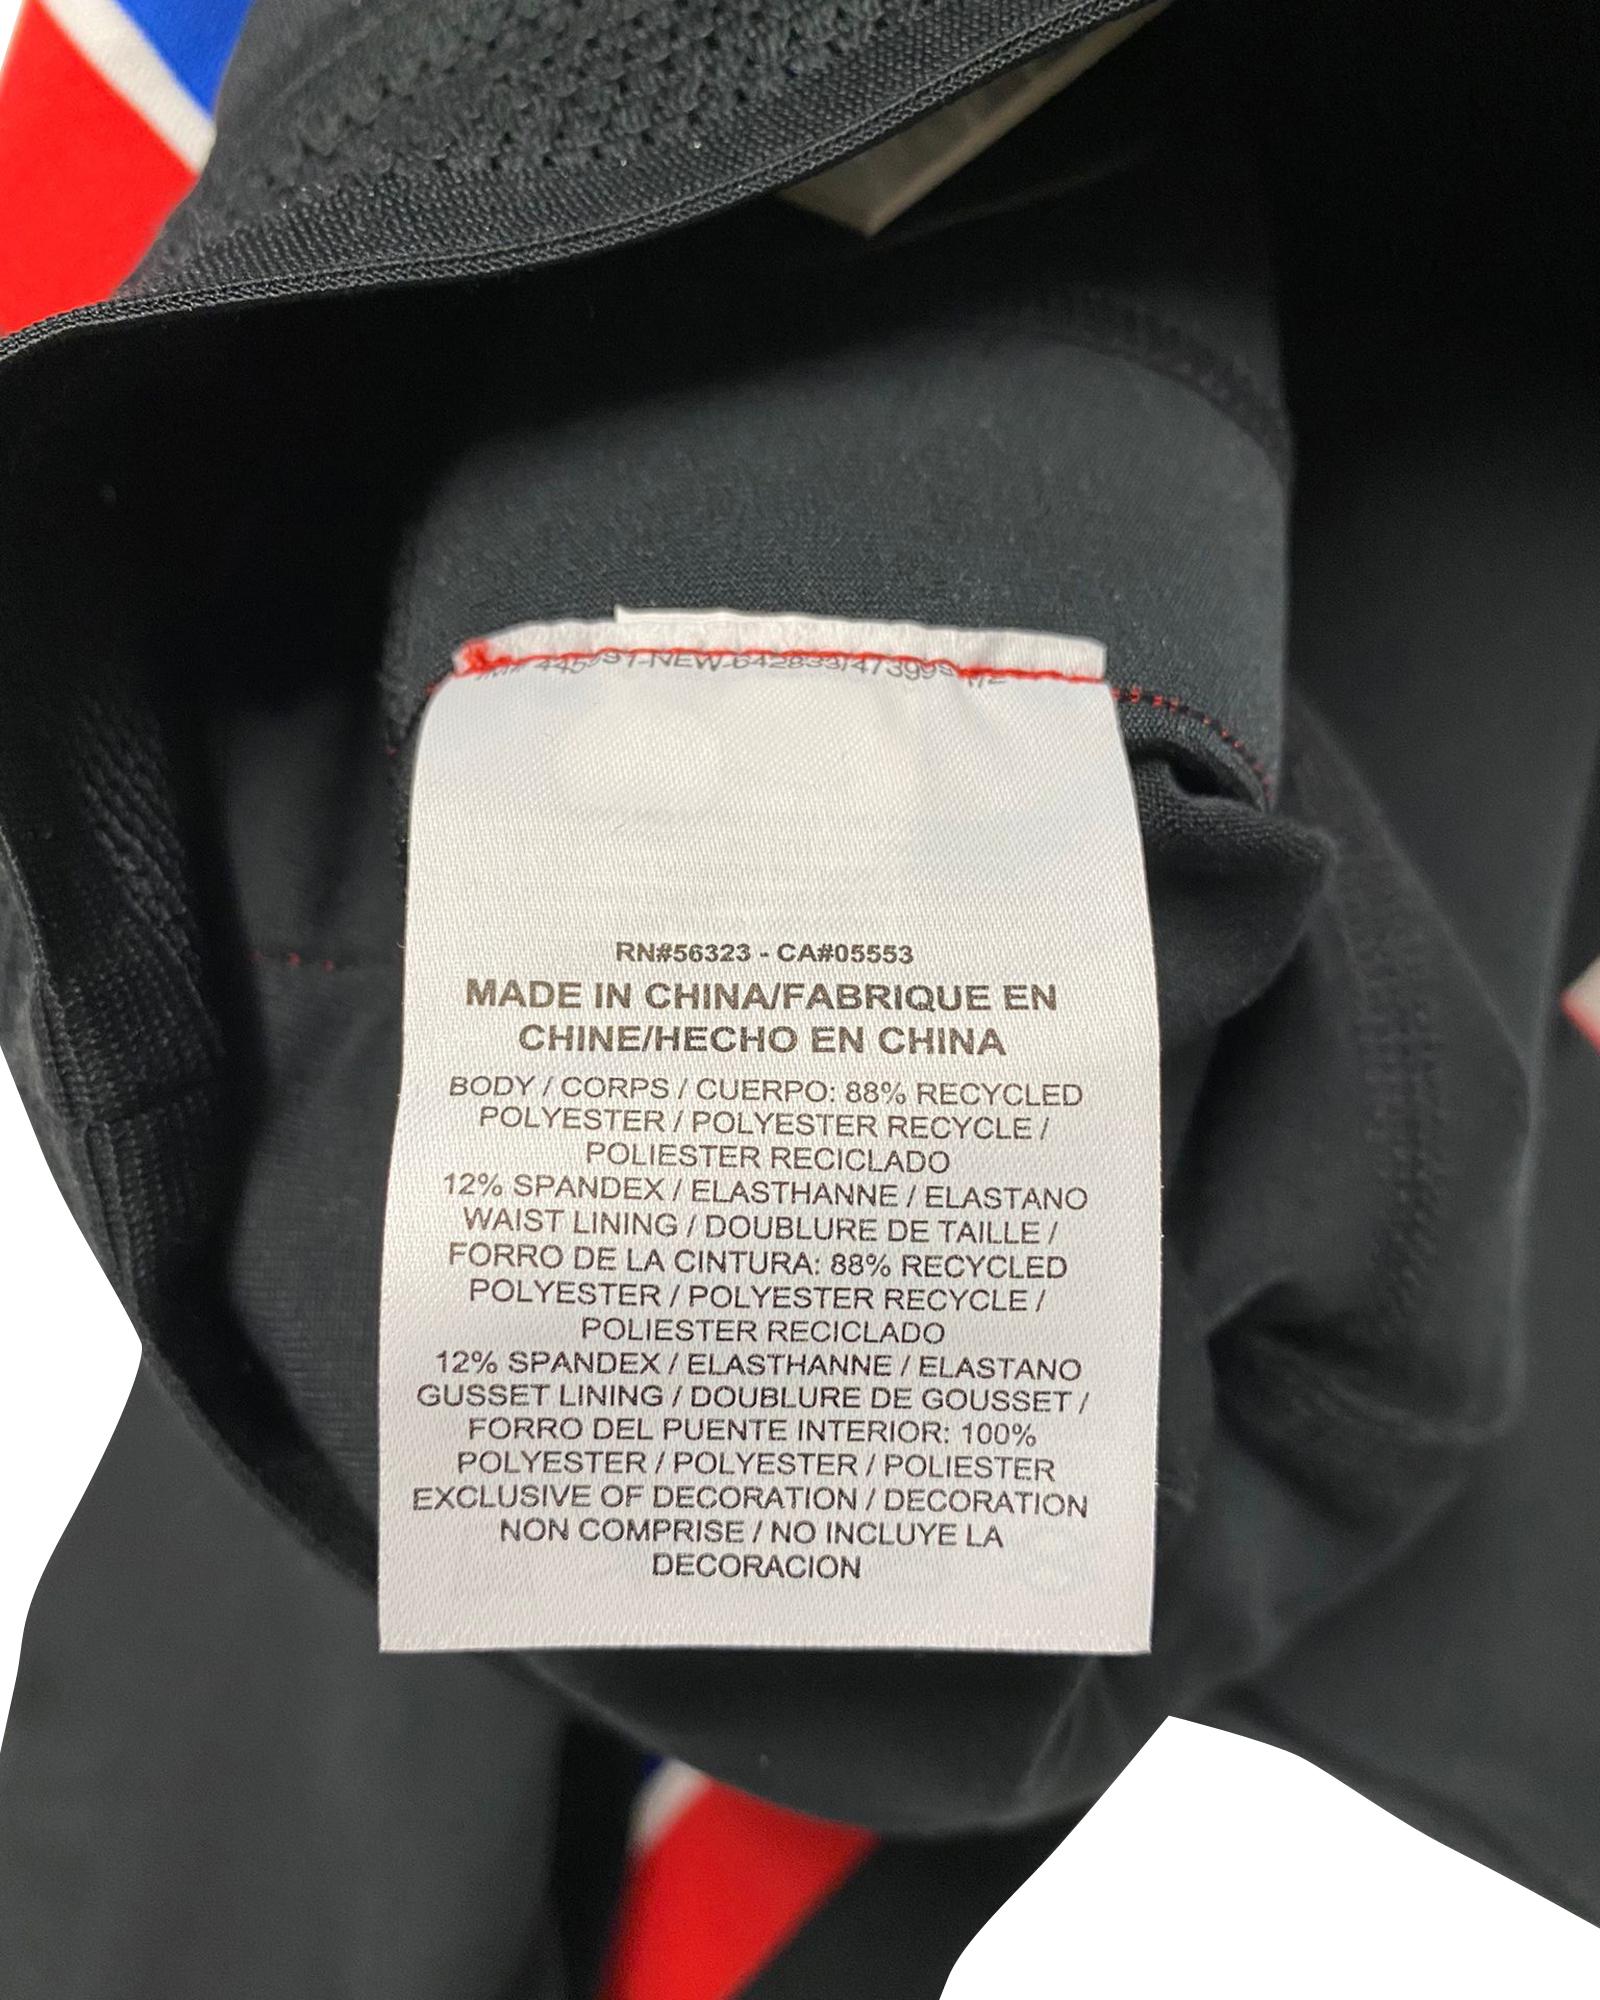 RN#56323 - CA#05553
MADE IN CHINA/FABRIQUE EN
CHINE/HECHO EN CHINA
BODY / CORPS / CUERPO: 88% RECYCLED
POLYESTER / POLYESTER RECYCLE /
POLIESTER RECICLADO
12% SPANDEX / ELASTHANNE / ELASTANO
WAIST LINING / DOUBLURE DE TAILLE /
FORRO DE LA CINTURA: 88% RECYCLED
POLYESTER / POLYESTER RECYCLE /
POLIESTER RECICLADO
12% SPANDEX / ELASTHANNE / ELASTANO
GUSSET LINING / DOUBLURE DE GOUSSET /
FORRO DEL PUENTE INTERIOR: 100%
POLYESTER / POLYESTER / POLIESTER
EXCLUSIVE OF DECORATION / DECORATION
NON COMPRISE / NO INCLUYE LA
DECORACION